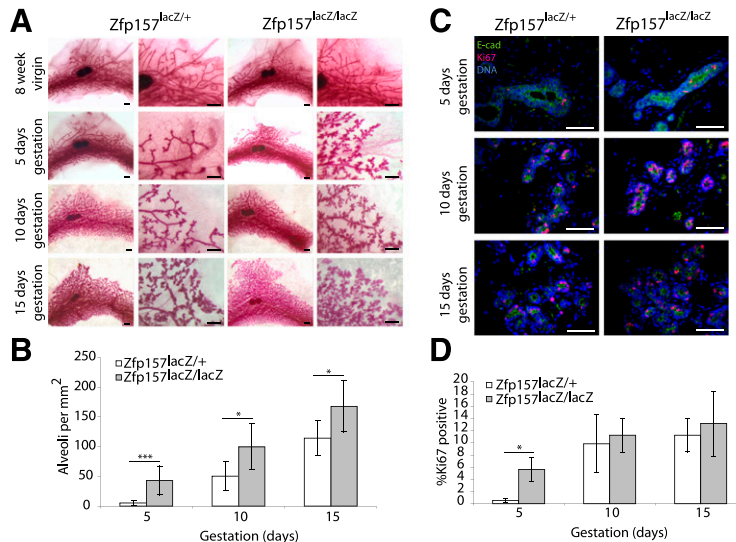 A
Zfp157lacZ/+
Zfp157lacZ/lacZ
8 week
virgin
5 days
gestation
10 days
gestation
15 days
gestation
C
Zfp157lacZ/+
Zfp157lacZ/lacZ
E-cad
Ki67
DNA
5 days
gestation
10 days
gestation
15 days
gestation
B
Zfp157lacZ/+
Zfp157lacZ/lacZ
Alveoli per mm2
250
200
150
100
50
0
***
*
*
5
10
15
Gestation (days)
D
Zfp157lacZ/+
Zfp157lacZ/lacZ
%Ki67 positive
20
18
16
14
12
10
8
6
4
2
0
*
5
10
15
Gestation (days)